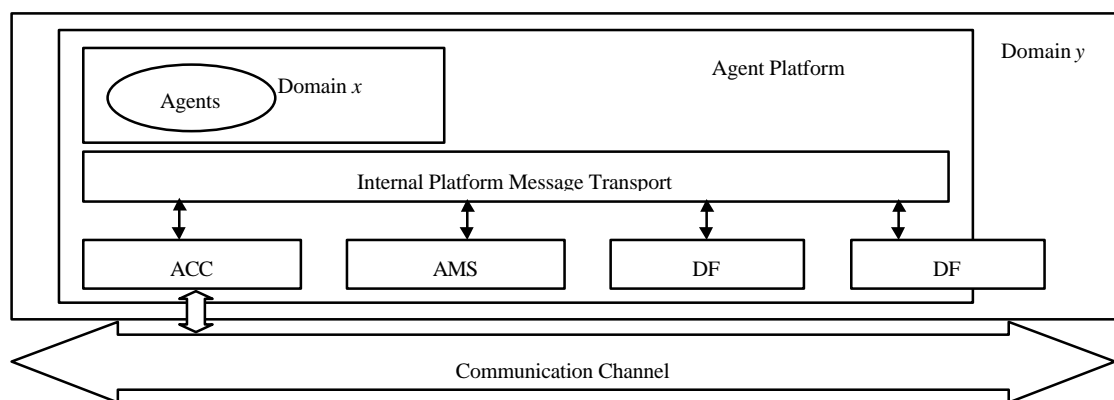 Domain y
Agent Platform
Domain x
Agents
Internal Platform Message Transport
ACC
AMS
DF
DF
Communication Channel